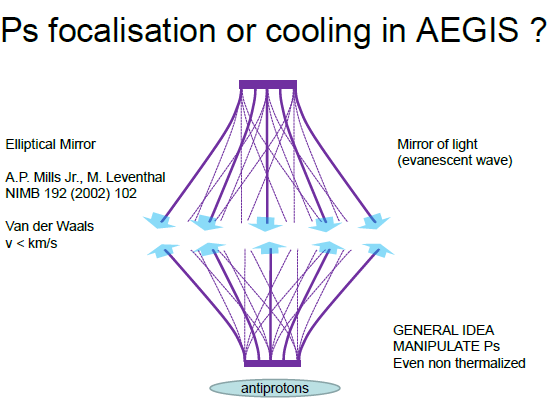 Ps focalisation or cooling in AEGIS ?
Elliptical Mirror
A.P. Mills Jr., M. Leventhal
NIMB 192 (2002) 102
Van der Waals
v < km/s
Mirror of light
(evanescent wave)
GENERAL IDEA
MANIPULATE Ps
Even non thermalized
antiprotons